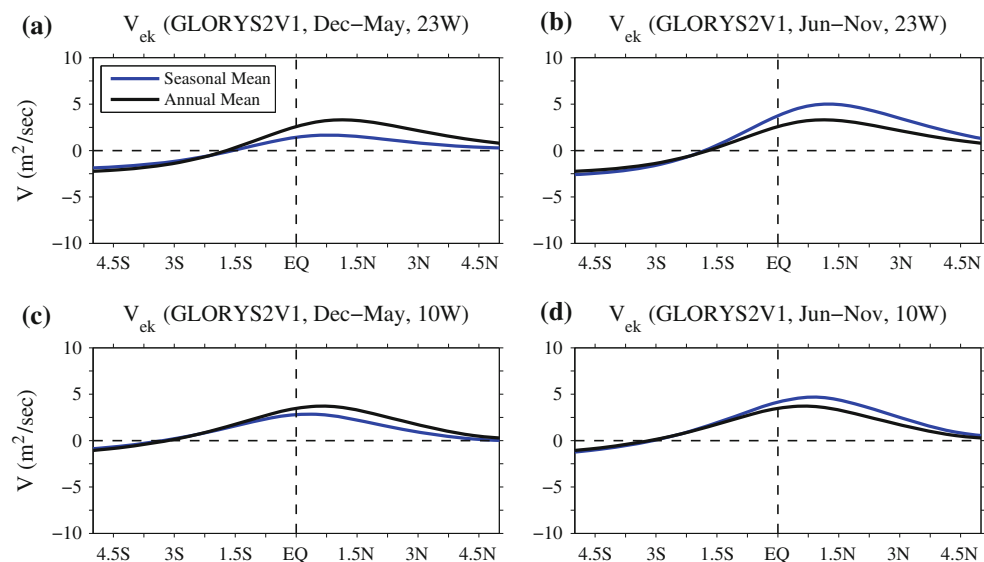 (a) V_ek (GLORYS2V1, Dec−May, 23W)
(b) V_ek (GLORYS2V1, Jun−Nov, 23W)
V (m²/sec)
10
5
0
−5
−10
Seasonal Mean
Annual Mean
4.5S 3S 1.5S EQ 1.5N 3N 4.5N
10
5
0
−5
−10
4.5S 3S 1.5S EQ 1.5N 3N 4.5N
(c) V_ek (GLORYS2V1, Dec−May, 10W)
(d) V_ek (GLORYS2V1, Jun−Nov, 10W)
V (m²/sec)
10
5
0
−5
−10
4.5S 3S 1.5S EQ 1.5N 3N 4.5N
10
5
0
−5
−10
4.5S 3S 1.5S EQ 1.5N 3N 4.5N